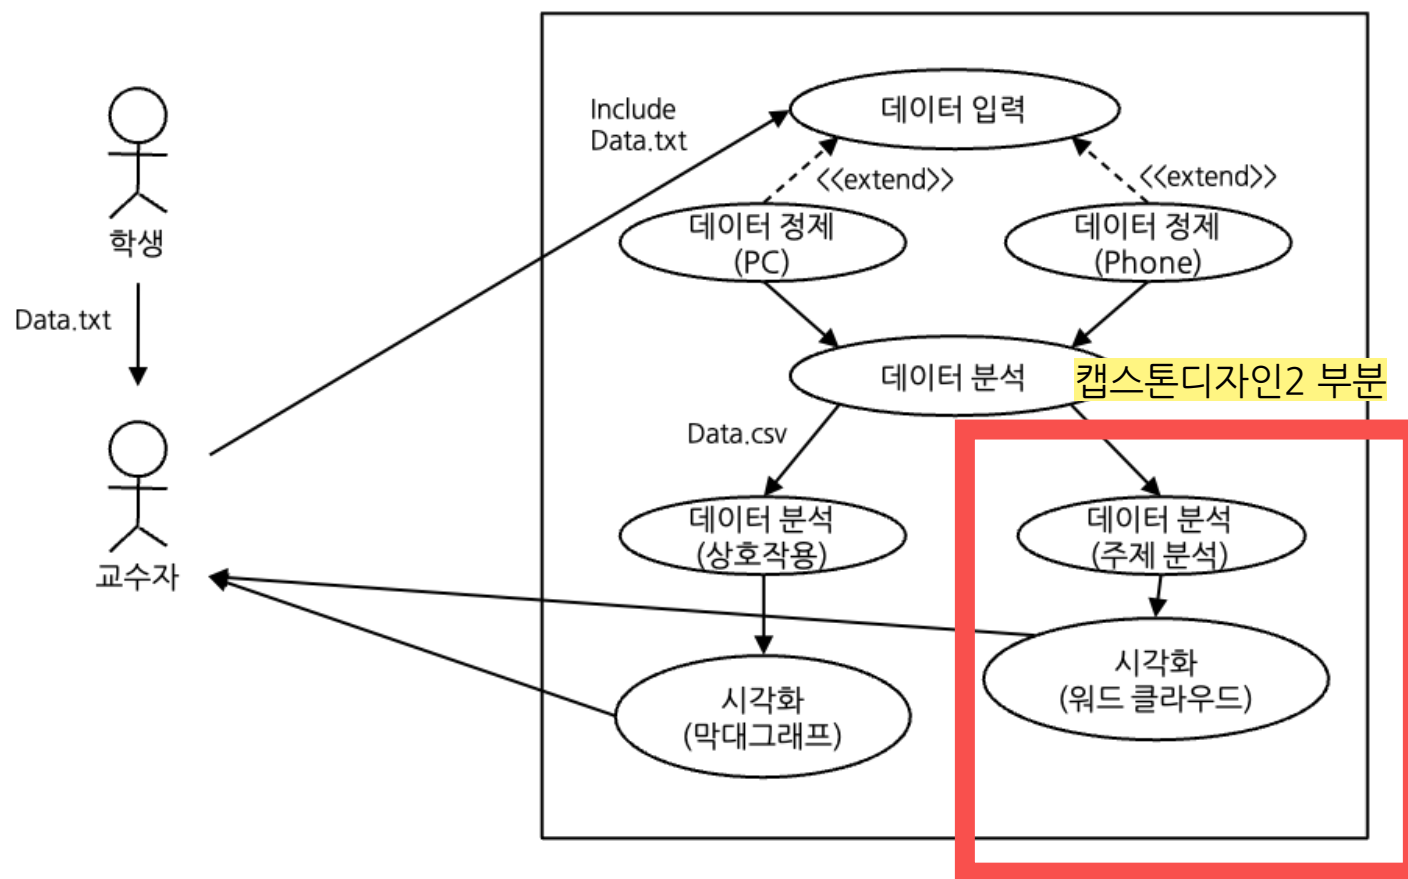 Include
Data.txt
데이터 입력
<<extend>>
<<extend>>
학생
데이터 정제
(PC)
데이터 정제
(Phone)
Data.txt
데이터 분석
캡스톤디자인2 부분
Data.csv
교수자
데이터 분석
(상호작용)
데이터 분석
(주제 분석)
시각화
(막대그래프)
시각화
(워드 클라우드)